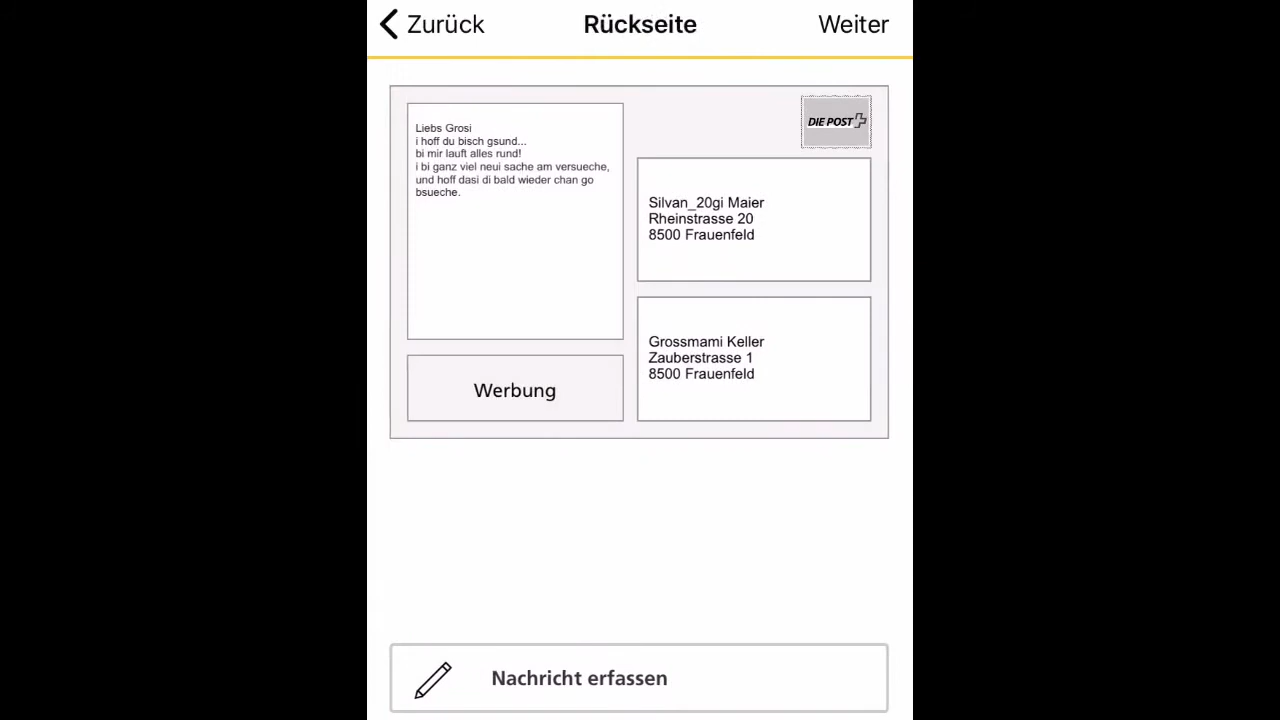 Zurück
Rückseite
Weiter
Liebs Grosi
i hoff du bisch gsund...
bi mir lauft alles rund!
i bi ganz viel neui sache am versueche,
und hoff dasi di bald wieder chan go
bsueche.
Werbung
DIE POST
Silvan_20gi Maier
Rheinstrasse 20
8500 Frauenfeld
Grossmami Keller
Zauberstrasse 1
8500 Frauenfeld
Nachricht erfassen